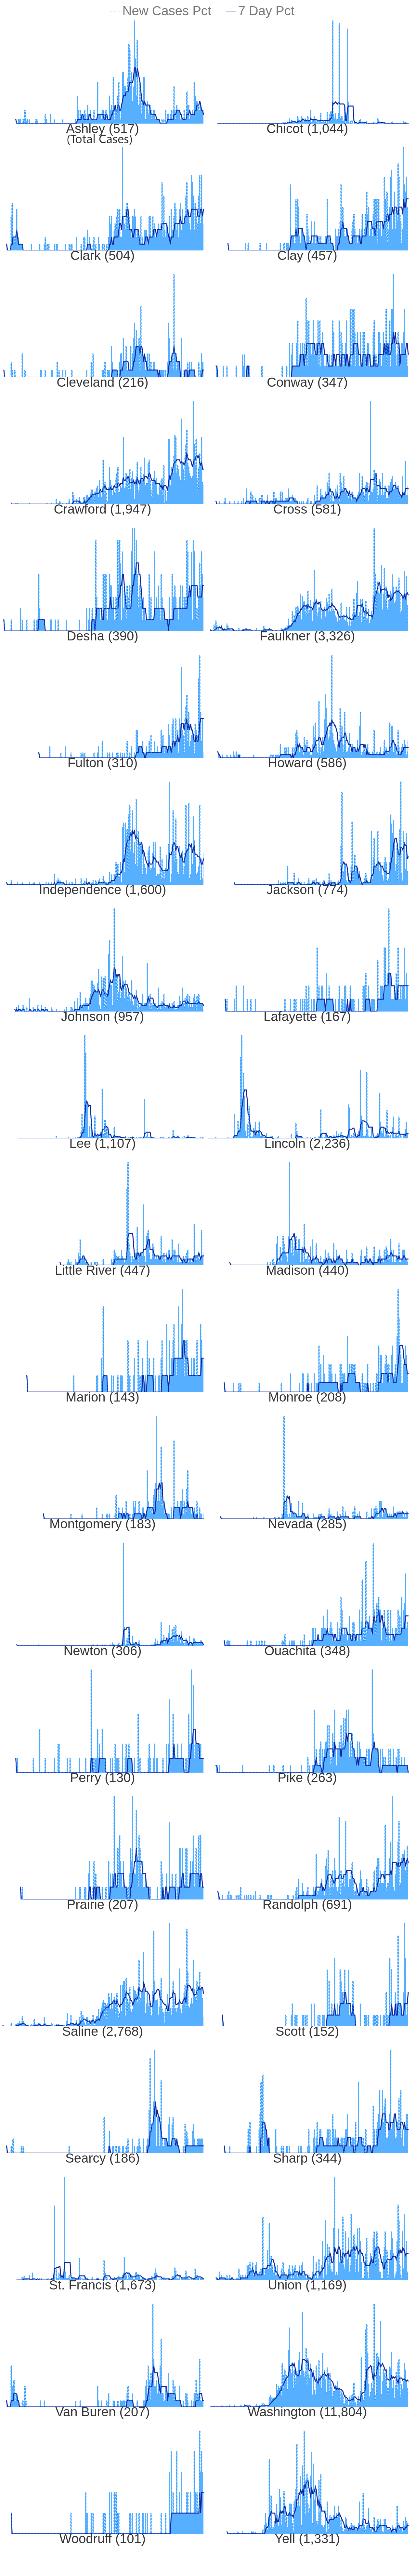 New Cases Pct 7 Day Pct
Ashley (517) Chicot (1,044)
(Total Cases)
Clark (504) Clay (457)
Cleveland (216) Conway (347)
Crawford (1,947) Cross (581)
Desha (390) Faulkner (3,326)
Fulton (310) Howard (586)
Independence (1,600) Jackson (774)
Johnson (957) Lafayette (167)
Lee (1,107) Lincoln (2,236)
Little River (447) Madison (440)
Marion (143) Monroe (208)
Montgomery (183) Nevada (285)
Newton (306) Ouachita (348)
Perry (130) Pike (263)
Prairie (207) Randolph (691)
Saline (2,768) Scott (152)
Searcy (186) Sharp (344)
St. Francis (1,673) Union (1,169)
Van Buren (207) Washington (11,804)
Woodruff (101) Yell (1,331)